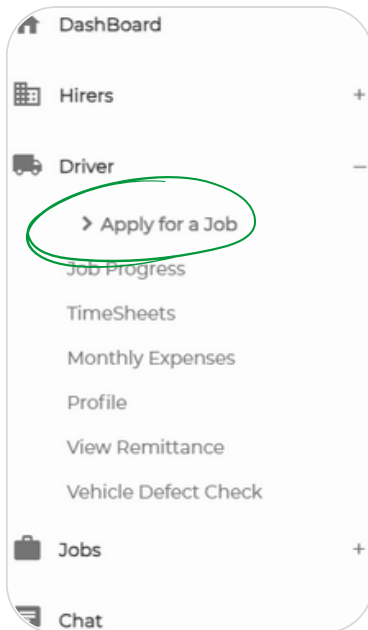 DashBoard
Hirers +
Driver –
> Apply for a Job
Job Progress
TimeSheets
Monthly Expenses
Profile
View Remittance
Vehicle Defect Check
Jobs +
Chat